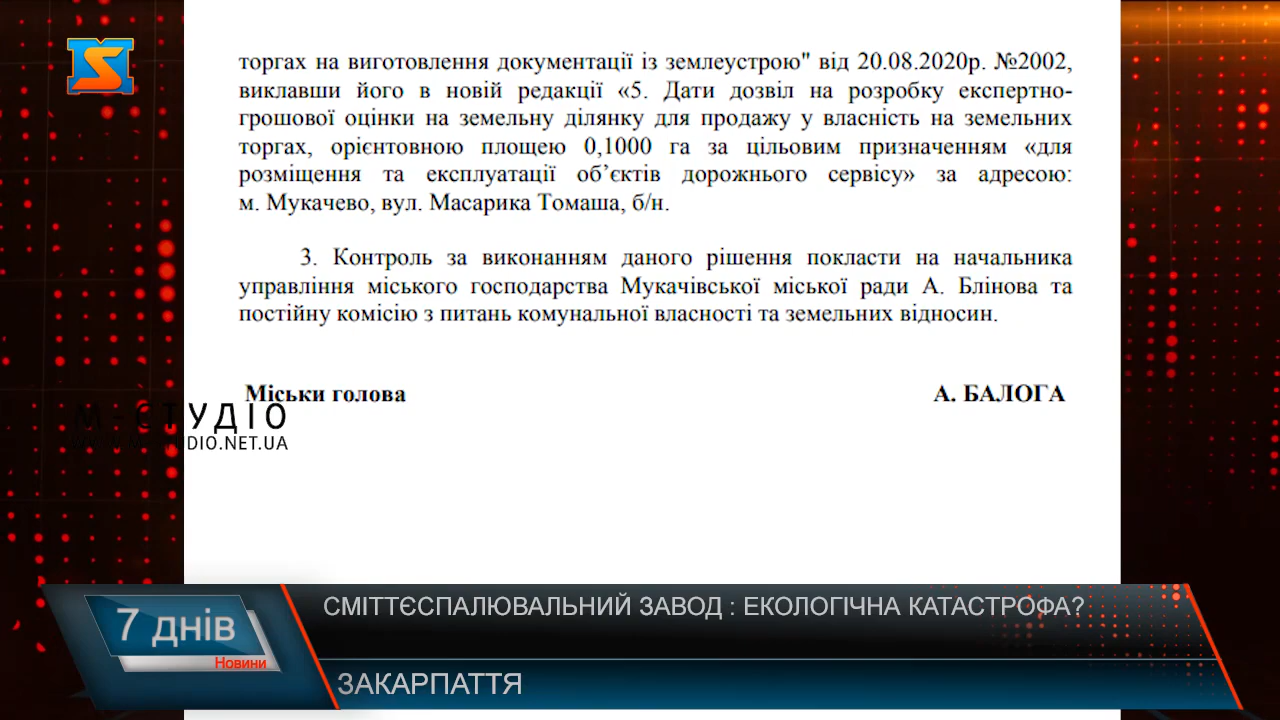 торгах на виготовлення документації із землеустрою" від 20.08.2020р. №2002,
виклавши його в новій редакції «5. Дати дозвіл на розробку експертно-
грошової оцінки на земельну ділянку для продажу у власність на земельних
торгах, орієнтовною площею 0,1000 га за цільовим призначенням «для
розміщення та експлуатації об’єктів дорожнього сервісу» за адресою:
м. Мукачево, вул. Масарика Томаша, б/н.
3. Контроль за виконанням даного рішення покласти на начальника
управління міського господарства Мукачівської міської ради А. Блінова та
постійну комісію з питань комунальної власності та земельних відносин.
Міськи голова А. БАЛОГА
М-СТУДІО
7 днів
Новини
СМІТТЄСПАЛЮВАЛЬНИЙ ЗАВОД : ЕКОЛОГІЧНА КАТАСТРОФА?
ЗАКАРПАТТЯ